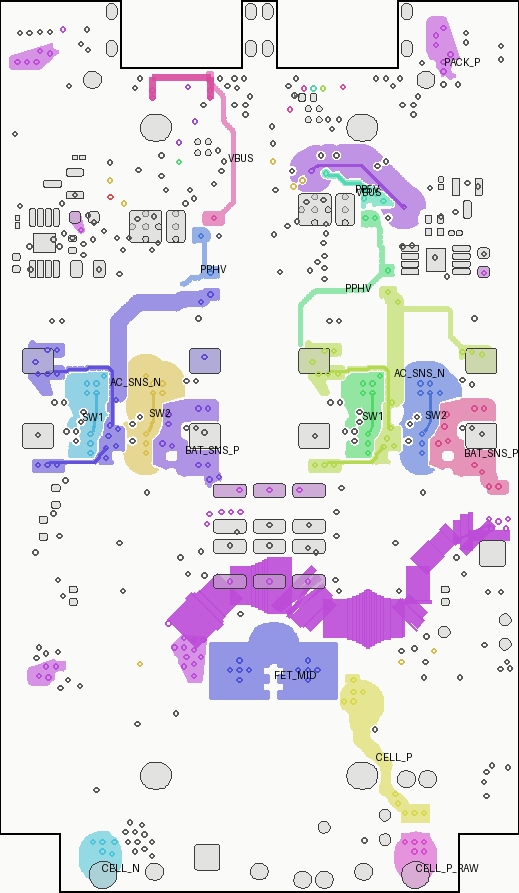 PACK_P
VBUS
VBUS
PPHV
PPHV
AC_SNS_N
AC_SNS_N
SW1
SW2
SW1
SW2
BAT_SNS_P
BAT_SNS_P
FET_MID
CELL_P
CELL_N
CELL_P_RAW